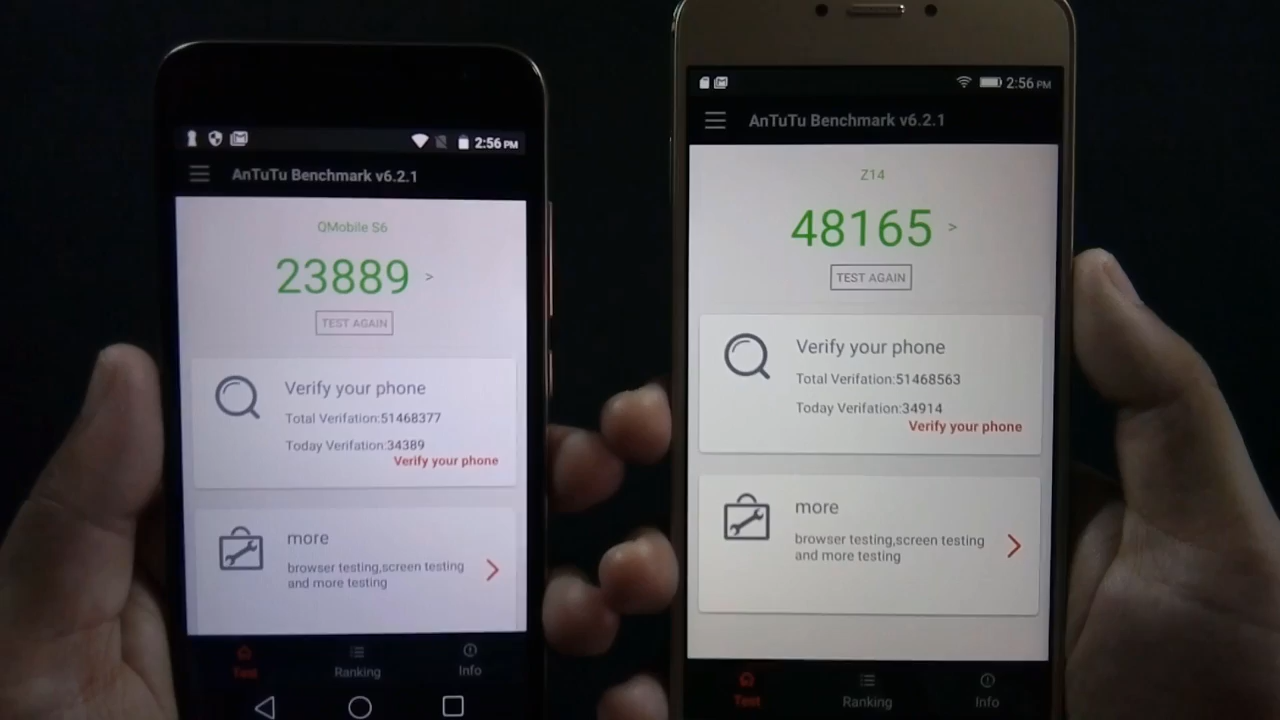 2:56 PM
AnTuTu Benchmark v6.2.1
QMobile S6
23889 >
TEST AGAIN
Verify your phone
Total Verifation:51468377
Today Verifation:34389
Verify your phone
more
browser testing,screen testing
and more testing
Test
Ranking
Info
2:56 PM
AnTuTu Benchmark v6.2.1
Z14
48165 >
TEST AGAIN
Verify your phone
Total Verifation:51468563
Today Verifation:34914
Verify your phone
more
browser testing,screen testing
and more testing
Test
Ranking
Info